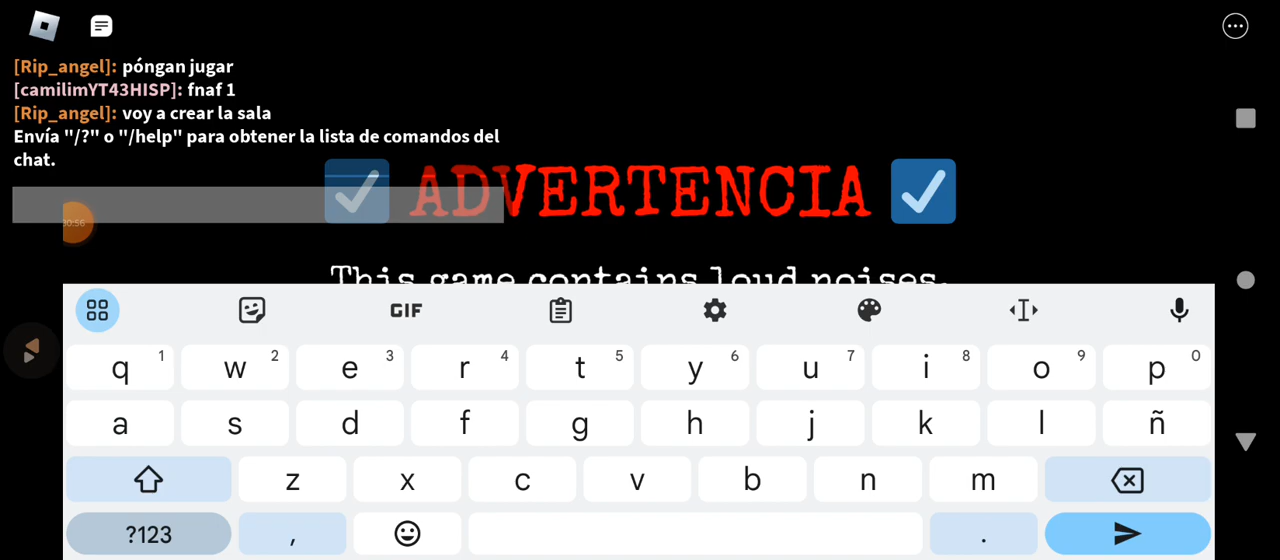 [Rip_angel]: póngan jugar
[camilimYT43HISP]: fnaf 1
[Rip_angel]: voy a crear la sala
Envía "/?" o "/help" para obtener la lista de comandos del
chat.
ADVERTENCIA
30:56
This game contains loud noises.
GIF
q 1 w 2 e 3 r 4 t 5 y 6 u 7 i 8 o 9 p 0
a s d f g h j k l ñ
z x c v b n m
?123 , .